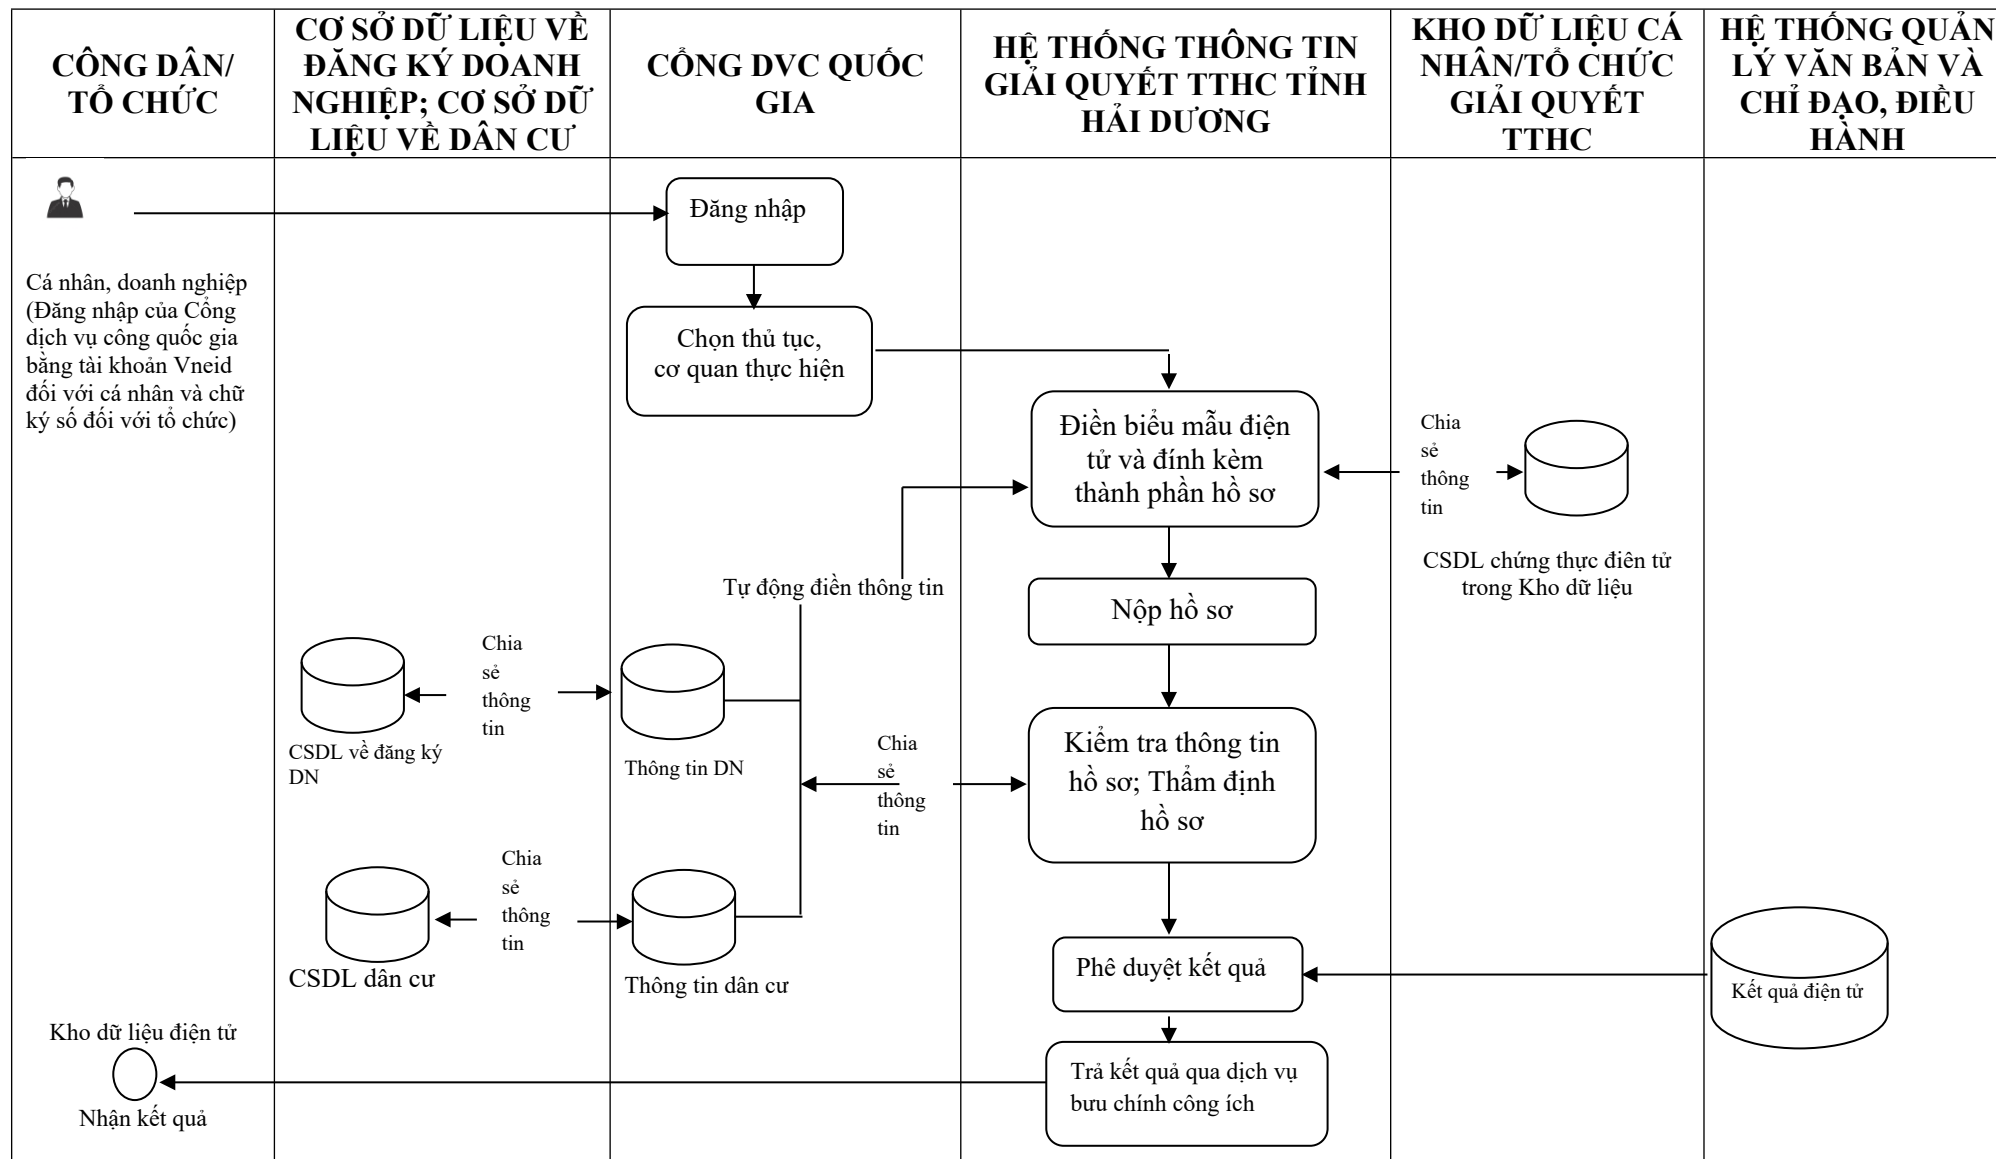 CÔNG DÂN/
TỔ CHỨC
CƠ SỞ DỮ LIỆU VỀ
ĐĂNG KÝ DOANH
NGHIỆP; CƠ SỞ DỮ
LIỆU VỀ DÂN CƯ
CỔNG DVC QUỐC
GIA
HỆ THỐNG THÔNG TIN
GIẢI QUYẾT TTHC TỈNH
HẢI DƯƠNG
KHO DỮ LIỆU CÁ
NHÂN/TỔ CHỨC
GIẢI QUYẾT
TTHC
HỆ THỐNG QUẢN
LÝ VĂN BẢN VÀ
CHỈ ĐẠO, ĐIỀU
HÀNH
Đăng nhập
Cá nhân, doanh nghiệp
(Đăng nhập của Cổng
dịch vụ công quốc gia
bằng tài khoản Vneid
đối với cá nhân và chữ
ký số đối với tổ chức)
Chọn thủ tục,
cơ quan thực hiện
Điền biểu mẫu điện
tử và đính kèm
thành phần hồ sơ
Chia
sẻ
thông
tin
CSDL chứng thực điên tử
trong Kho dữ liệu
Tự động điền thông tin
Nộp hồ sơ
Chia
sẻ
thông
tin
CSDL về đăng ký
DN
Thông tin DN
Chia
sẻ
thông
tin
Kiểm tra thông tin
hồ sơ; Thẩm định
hồ sơ
Chia
sẻ
thông
tin
CSDL dân cư
Thông tin dân cư
Phê duyệt kết quả
Kết quả điện tử
Kho dữ liệu điện tử
Nhận kết quả
Trả kết quả qua dịch vụ
bưu chính công ích